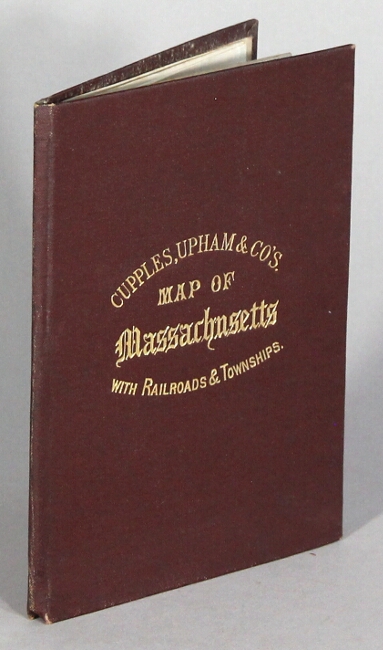 CUPPLES, UPHAM & CO'S.
MAP OF
Massachusetts
WITH RAILROADS & TOWNSHIPS.